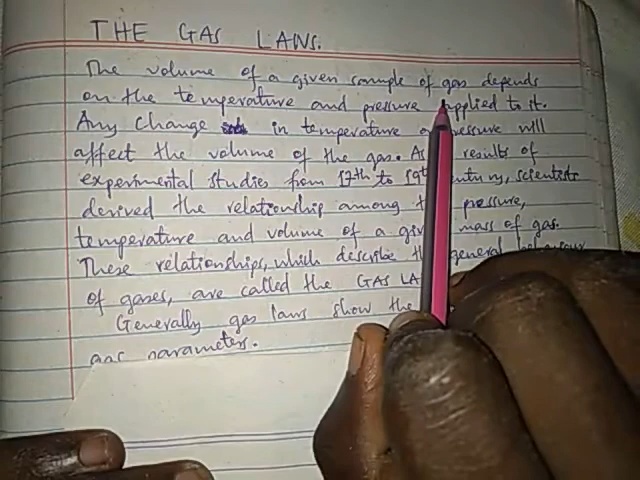 THE GAS LAWS.
The volume of a given sample of gas depends
on the temperature and pressure applied to it.
Any change in temperature or pressure will
affect the volume of the gas. As results of
experimental studies from 17th to 19th century, scientists
derived the relationship among the pressure,
temperature and volume of a given mass of gas.
These relationships, which describe the general behaviour
of gases, are called the GAS LA
Generally gas laws show the
gas parameters.